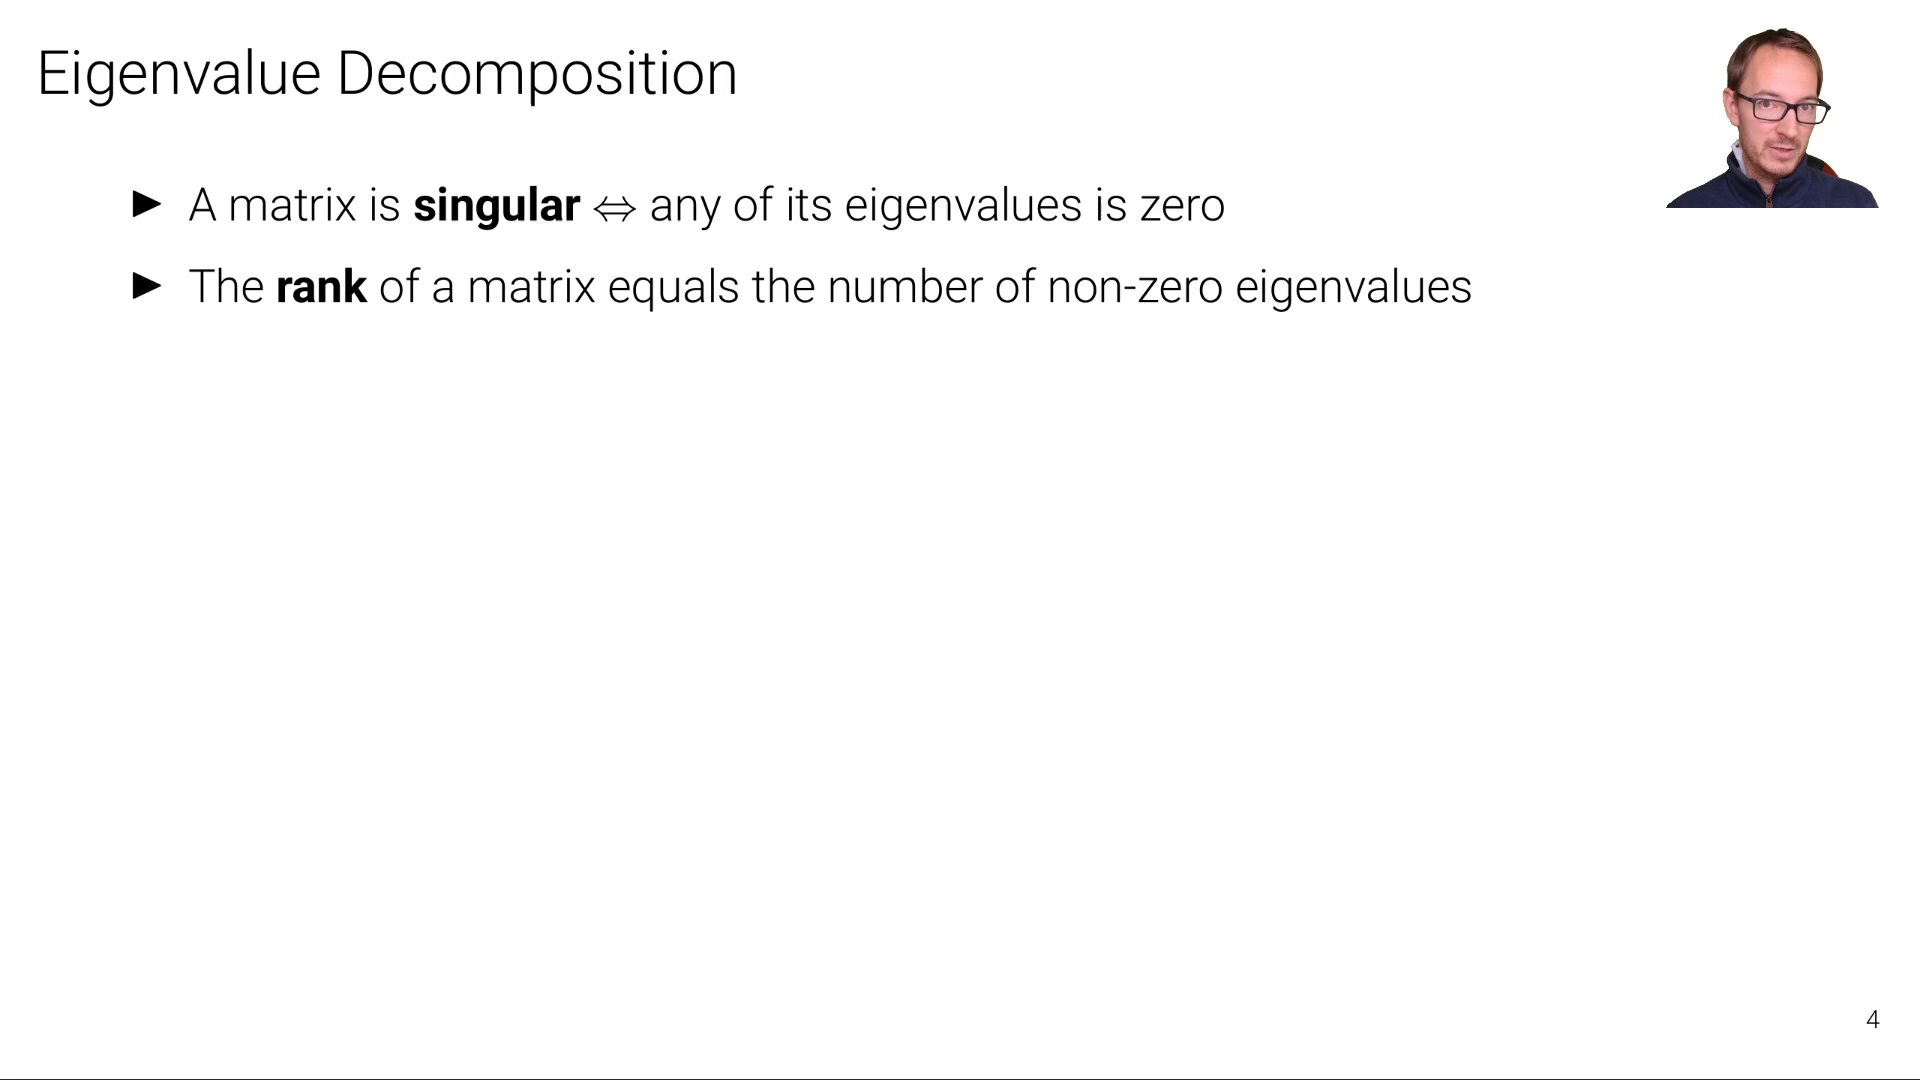 Eigenvalue Decomposition
▶ A matrix is singular ⇔ any of its eigenvalues is zero
▶ The rank of a matrix equals the number of non-zero eigenvalues
4